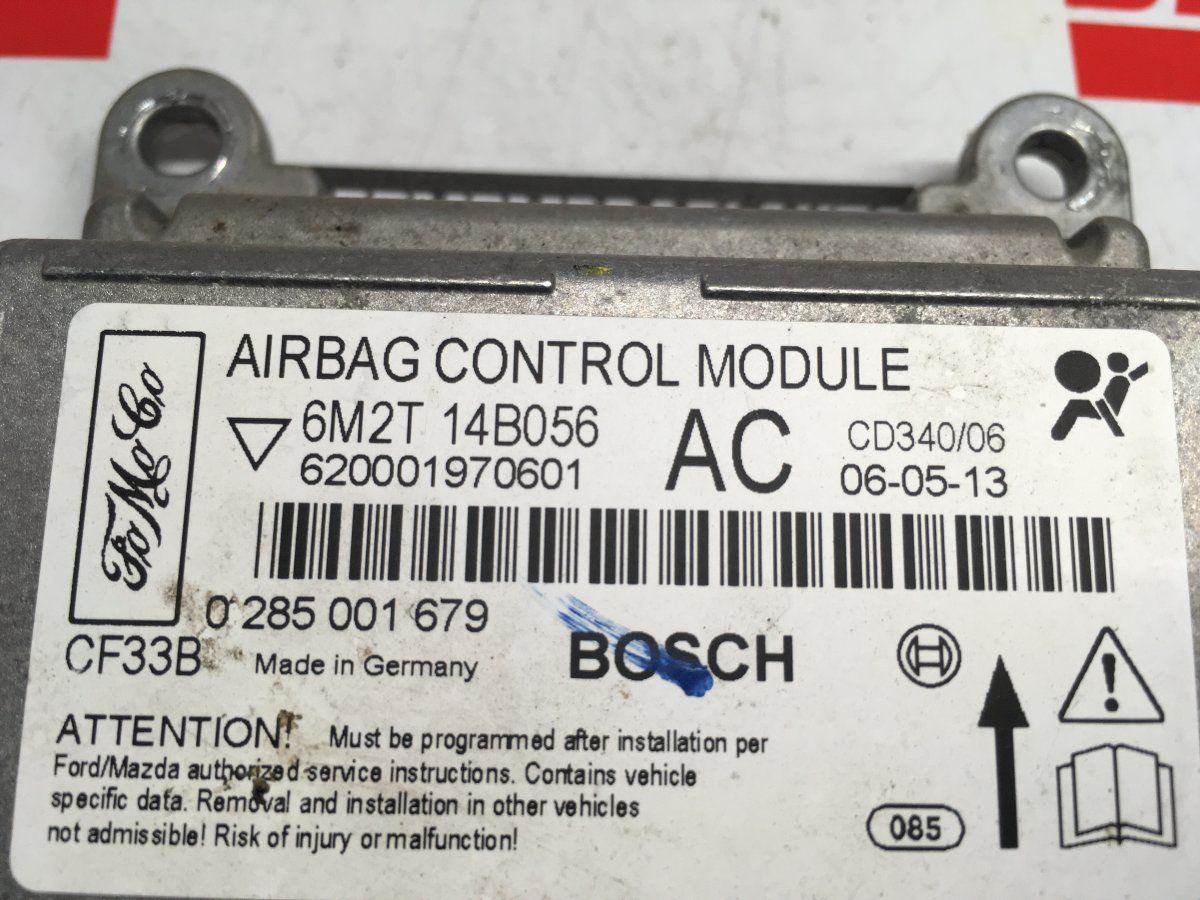 FoMoCo
AIRBAG CONTROL MODULE
6M2T 14B056
620001970601
AC
CD340/06
06-05-13
0 285 001 679
CF33B
Made in Germany
BOSCH
ATTENTION! Must be programmed after installation per
Ford/Mazda authorized service instructions. Contains vehicle
specific data. Removal and installation in other vehicles
not admissible! Risk of injury or malfunction!
085